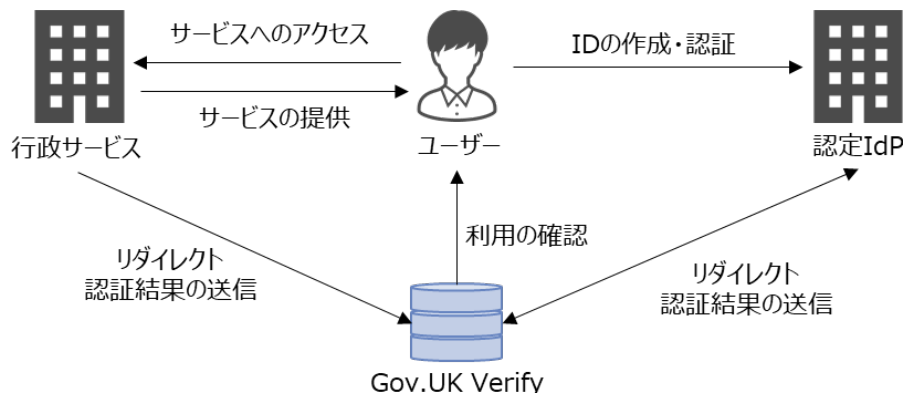 サービスへのアクセス
IDの作成・認証
サービスの提供
行政サービス
ユーザー
認定IdP
利用の確認
リダイレクト
認証結果の送信
リダイレクト
認証結果の送信
Gov.UK Verify